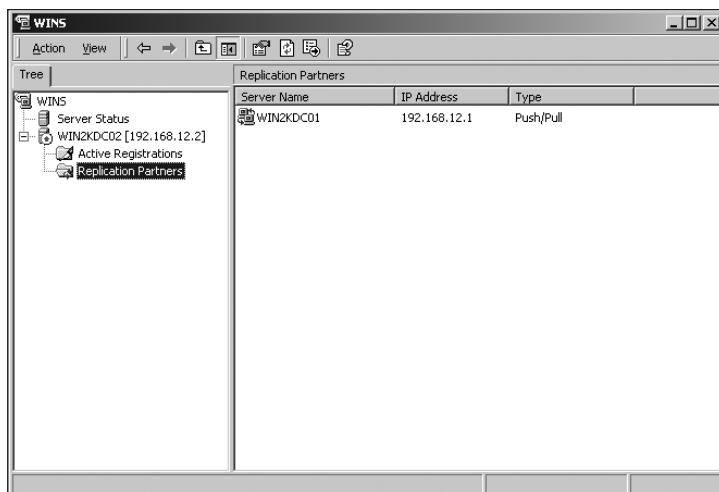 WINS
Action View
Tree
Replication Partners
WINS
Server Status
WIN2KDC02 [192.168.12.2]
Active Registrations
Replication Partners
Server Name IP Address Type
WIN2KDC01 192.168.12.1 Push/Pull